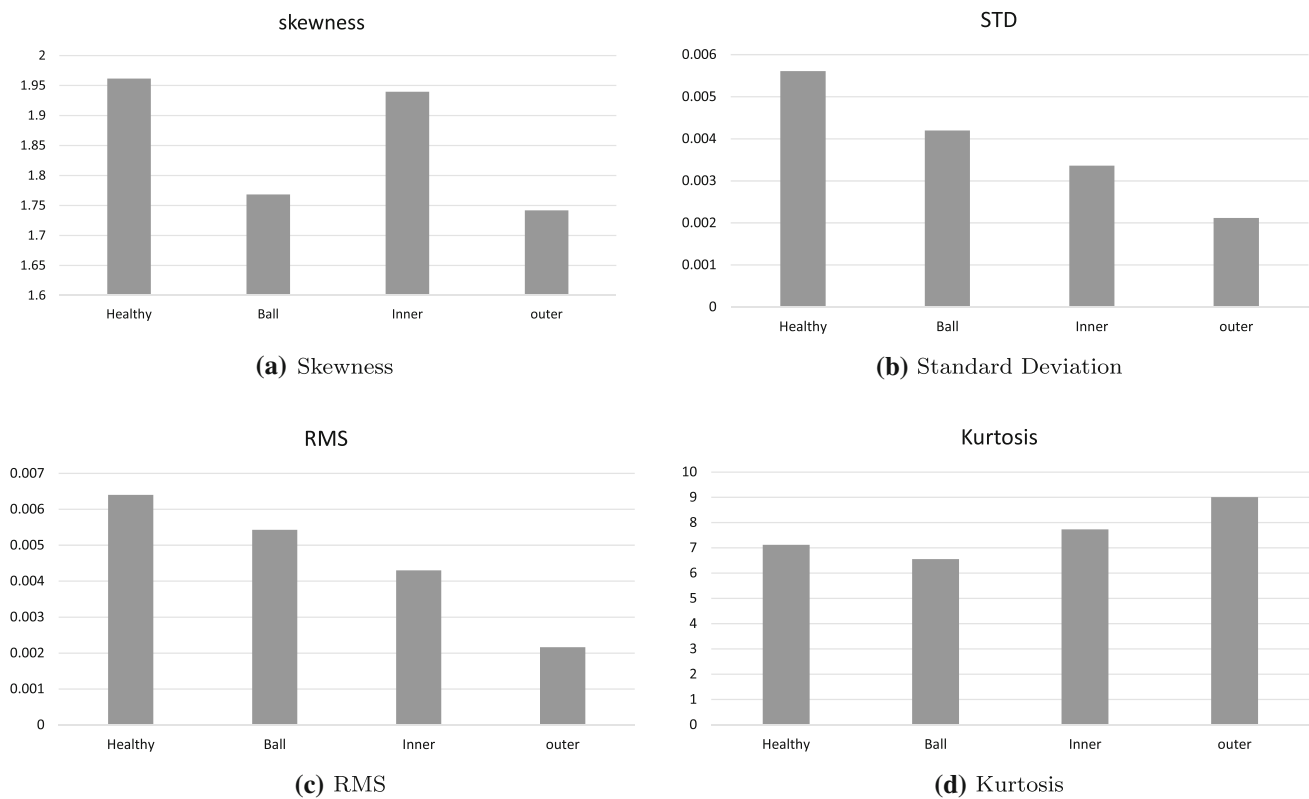 skewness
2
1.95
1.9
1.85
1.8
1.75
1.7
1.65
1.6
Healthy Ball Inner outer
(a) Skewness
STD
0.006
0.005
0.004
0.003
0.002
0.001
0
Healthy Ball Inner outer
(b) Standard Deviation
RMS
0.007
0.006
0.005
0.004
0.003
0.002
0.001
0
Healthy Ball Inner outer
(c) RMS
Kurtosis
10
9
8
7
6
5
4
3
2
1
0
Healthy Ball Inner outer
(d) Kurtosis